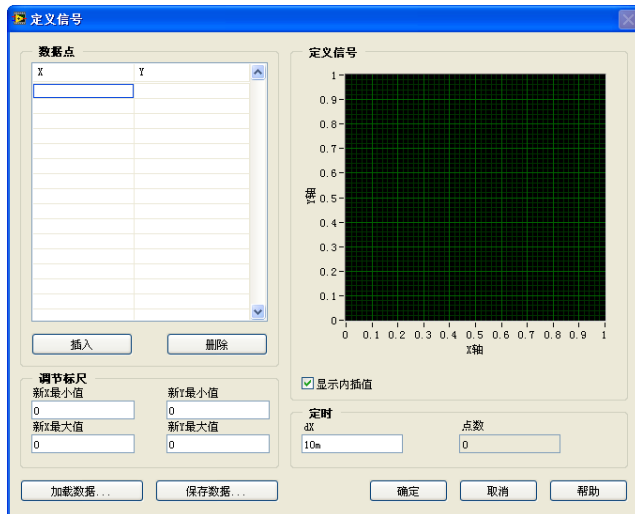 定义信号
数据点
X Y
插入 删除
调节标尺
新X最小值 新Y最小值
0 0
新X最大值 新Y最大值
0 0
加载数据... 保存数据...
定义信号
1
0.9
0.8
0.7
0.6
0.5
0.4
0.3
0.2
0.1
0
Y轴
0 0.1 0.2 0.3 0.4 0.5 0.6 0.7 0.8 0.9 1
X轴
显示内插值
定时
dX 点数
10m 0
确定 取消 帮助